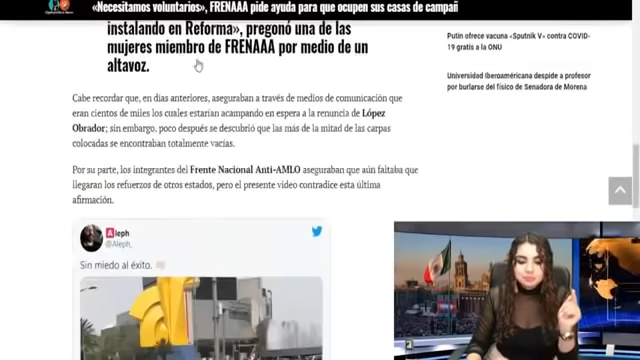 «Necesitamos voluntarios», FRENAAA pide ayuda para que ocupen sus casas de campañ
instalando en Reforma», pregonó una de las
mujeres miembro de FRENAAA por medio de un
altavoz.
Cabe recordar que, en días anteriores, aseguraban a través de medios de comunicación que
eran cientos de miles los cuales estarían acampando en espera a la renuncia de López
Obrador; sin embargo, poco después se descubrió que las más de la mitad de las carpas
colocadas se encontraban totalmente vacías.
Por su parte, los integrantes del Frente Nacional Anti-AMLO aseguraban que aún faltaba que
llegaran los refuerzos de otros estados, pero el presente video contradice esta última
afirmación.
Aleph
@Aleph_
Sin miedo al éxito.
Putin ofrece vacuna «Sputnik V» contra COVID-
19 gratis a la ONU
Universidad Iberoamericana despide a profesor
por burlarse del físico de Senadora de Morena